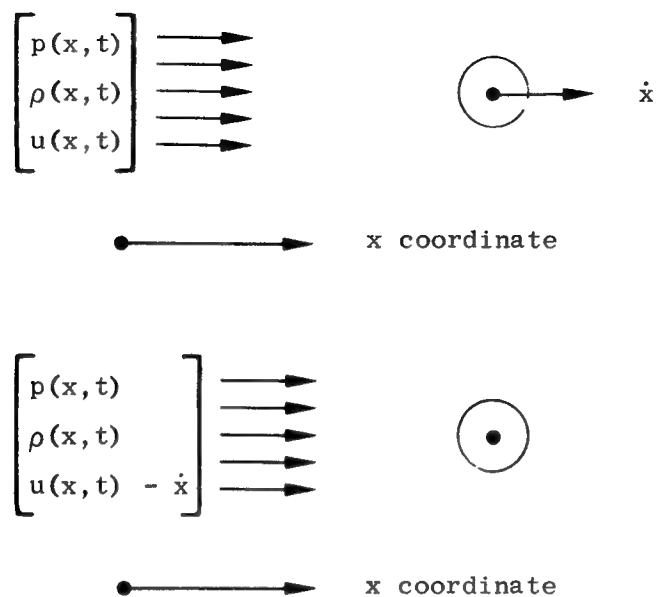 p(x,t)
ρ(x,t)
ẋ
u(x,t)
x coordinate
p(x,t)
ρ(x,t)
u(x,t) - ẋ
x coordinate